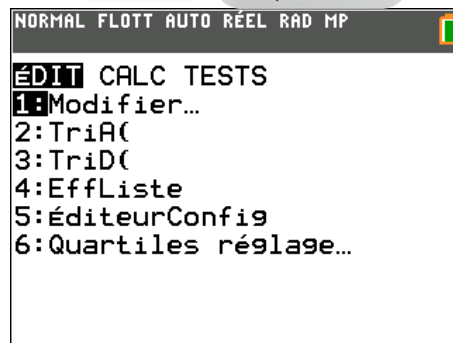 NORMAL FLOTT AUTO RÉEL RAD MP
ÉDIT CALC TESTS
1:Modifier…
2:TriA(
3:TriD(
4:EffListe
5:ÉditeurConfig
6:Quartiles réglage…